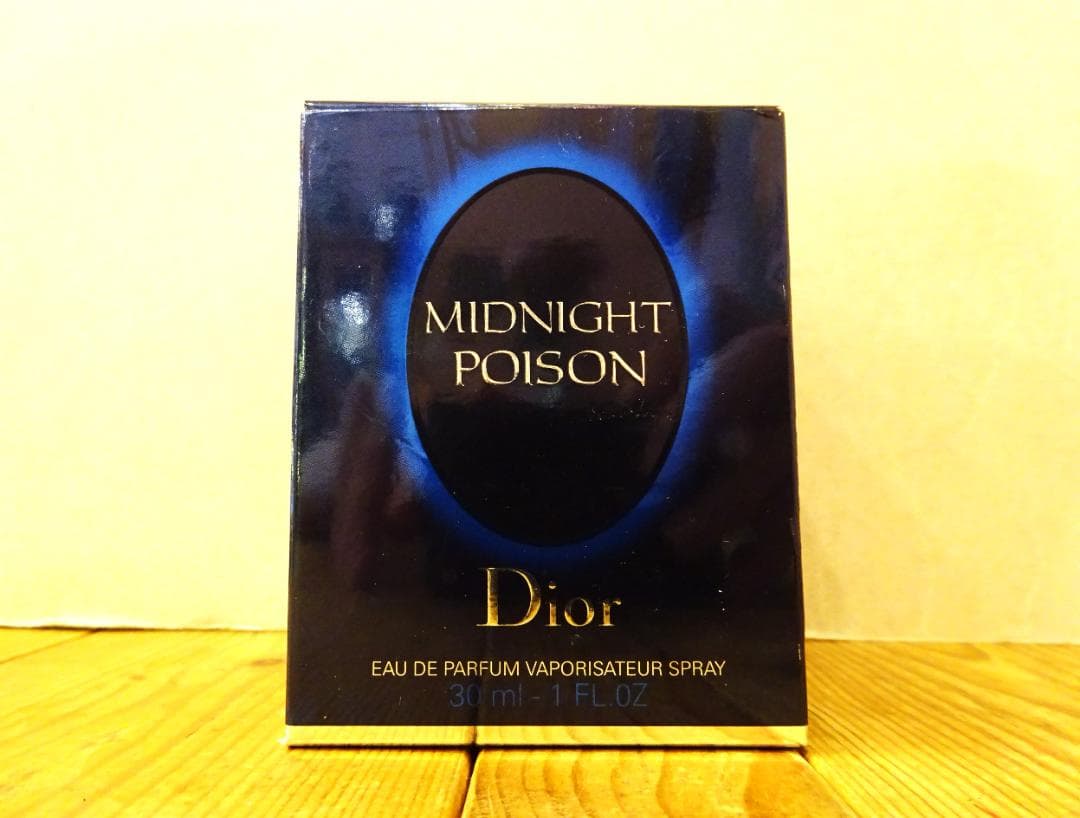 MIDNIGHT
POISON
Dior
EAU DE PARFUM VAPORISATEUR SPRAY
30 ml - 1 FL.OZ